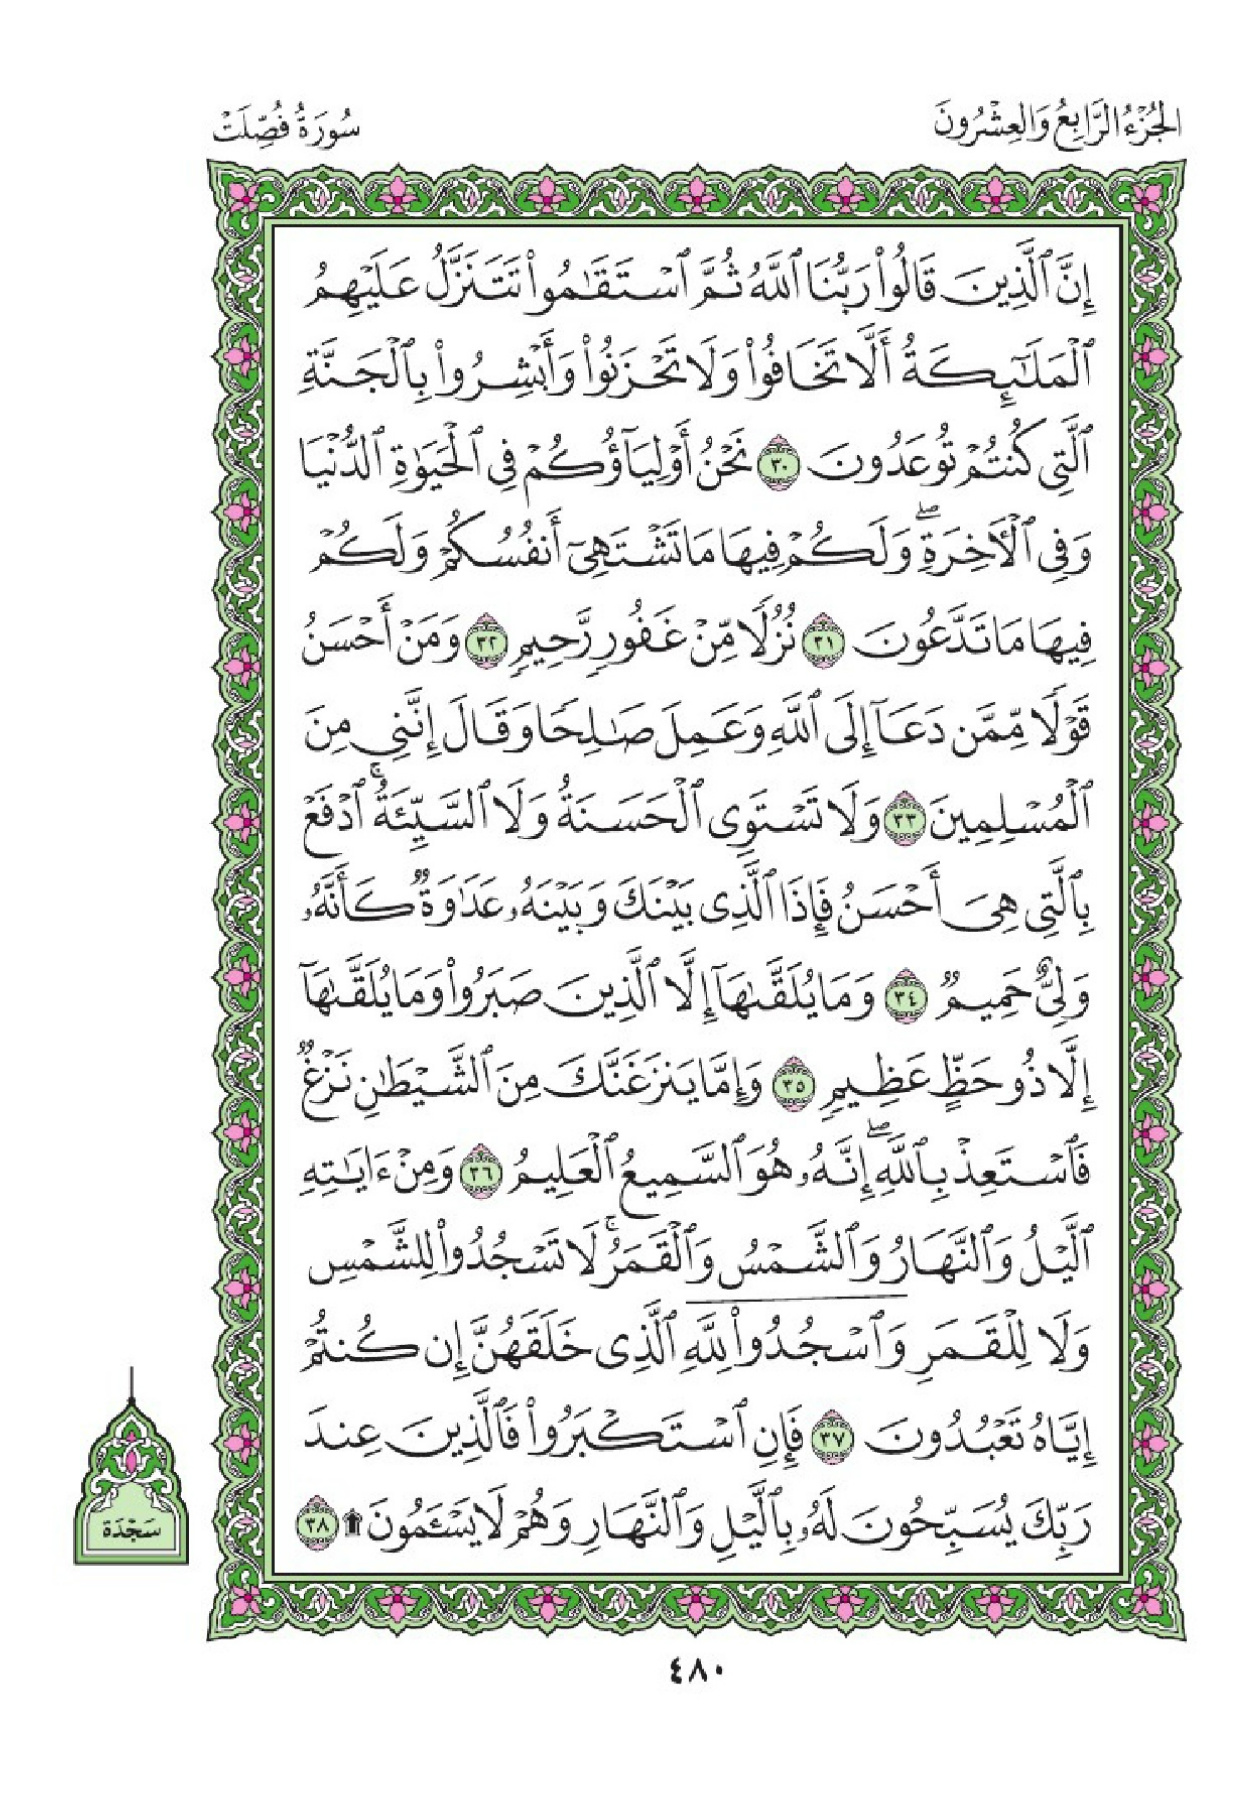 الجُزْءُ الرَّابِعُ وَالعِشْرُونَ
سُورَةُ فُصِّلَتْ
إِنَّ ٱلَّذِينَ قَالُوا۟ رَبُّنَا ٱللَّهُ ثُمَّ ٱسْتَقَٰمُوا۟ تَتَنَزَّلُ عَلَيْهِمُ
ٱلْمَلَٰٓئِكَةُ أَلَّا تَخَافُوا۟ وَلَا تَحْزَنُوا۟ وَأَبْشِرُوا۟ بِٱلْجَنَّةِ
ٱلَّتِى كُنتُمْ تُوعَدُونَ ٣٠ نَحْنُ أَوْلِيَآؤُكُمْ فِى ٱلْحَيَوٰةِ ٱلدُّنْيَا
وَفِى ٱلْأَخِرَةِ ۖ وَلَكُمْ فِيهَا مَا تَشْتَهِىٓ أَنفُسُكُمْ وَلَكُمْ
فِيهَا مَا تَدَّعُونَ ٣١ نُزُلًا مِّنْ غَفُورٍ رَّحِيمٍ ٣٢ وَمَنْ أَحْسَنُ
قَوْلًا مِّمَّن دَعَآ إِلَى ٱللَّهِ وَعَمِلَ صَٰلِحًا وَقَالَ إِنَّنِى مِنَ
ٱلْمُسْلِمِينَ ٣٣ وَلَا تَسْتَوِى ٱلْحَسَنَةُ وَلَا ٱلسَّيِّئَةُ ۚ ٱدْفَعْ
بِٱلَّتِى هِىَ أَحْسَنُ فَإِذَا ٱلَّذِى بَيْنَكَ وَبَيْنَهُۥ عَدَٰوَةٌ كَأَنَّهُۥ
وَلِىٌّ حَمِيمٌ ٣٤ وَمَا يُلَقَّىٰهَآ إِلَّا ٱلَّذِينَ صَبَرُوا۟ وَمَا يُلَقَّىٰهَآ
إِلَّا ذُو حَظٍّ عَظِيمٍ ٣٥ وَإِمَّا يَنزَغَنَّكَ مِنَ ٱلشَّيْطَٰنِ نَزْغٌ
فَٱسْتَعِذْ بِٱللَّهِ ۖ إِنَّهُۥ هُوَ ٱلسَّمِيعُ ٱلْعَلِيمُ ٣٦ وَمِنْ ءَايَٰتِهِ
ٱلَّيْلُ وَٱلنَّهَارُ وَٱلشَّمْسُ وَٱلْقَمَرُ ۚ لَا تَسْجُدُوا۟ لِلشَّمْسِ
وَلَا لِلْقَمَرِ وَٱسْجُدُوا۟ لِلَّهِ ٱلَّذِى خَلَقَهُنَّ إِن كُنتُمْ
إِيَّاهُ تَعْبُدُونَ ٣٧ فَإِنِ ٱسْتَكْبَرُوا۟ فَٱلَّذِينَ عِندَ
رَبِّكَ يُسَبِّحُونَ لَهُۥ بِٱلَّيْلِ وَٱلنَّهَارِ وَهُمْ لَا يَسْـَٔمُونَ ۩ ٣٨
سَجْدَة
٤٨٠